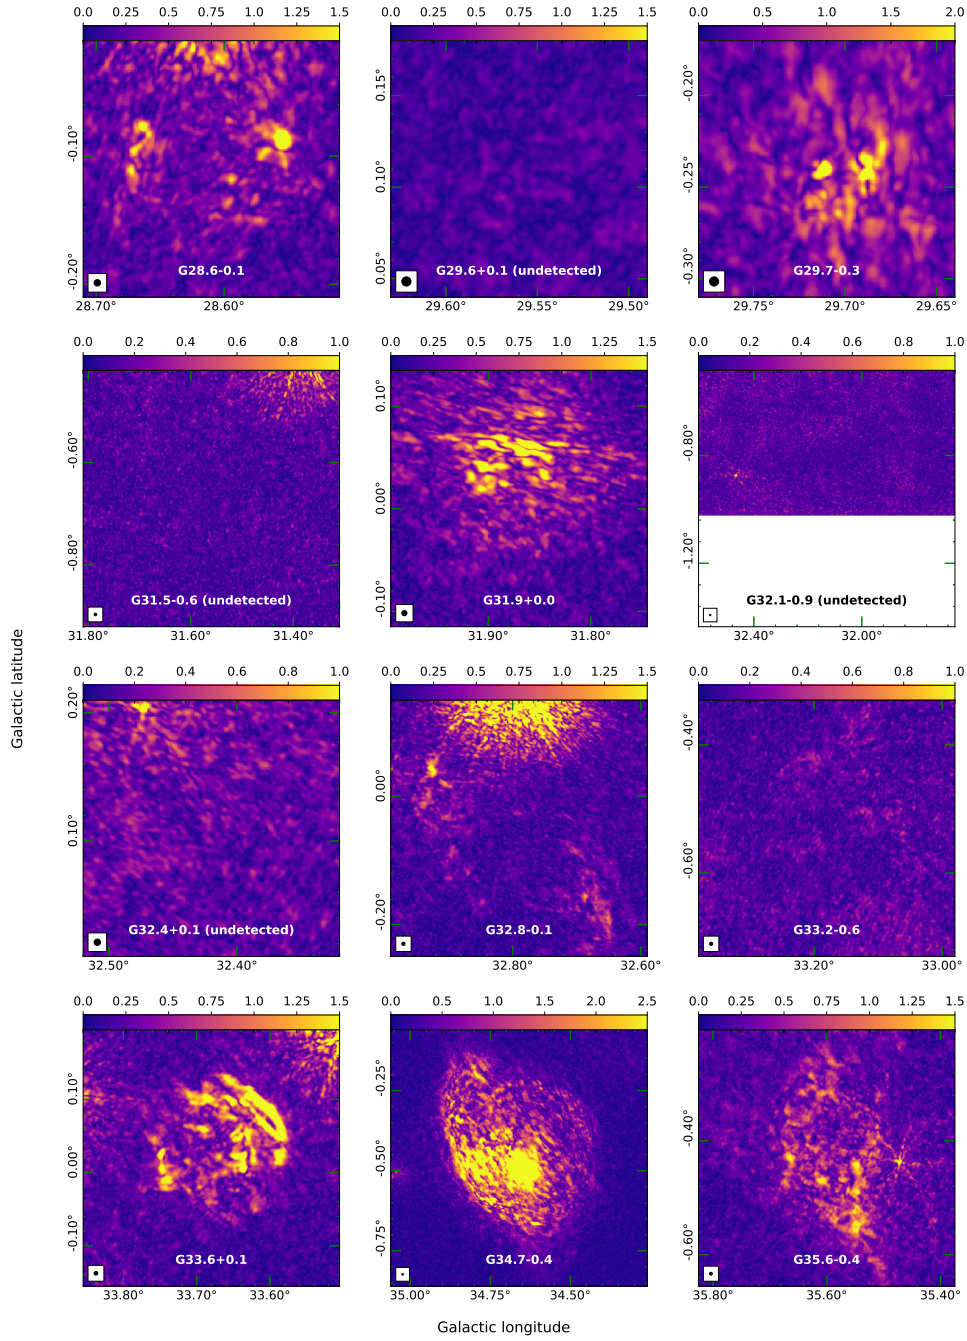 0.0 0.25 0.5 0.75 1.0 1.25 1.5
0.0 0.5 1.0 1.5 2.0 2.5
0.0 0.5 1.0 1.5 2.0
-0.10°
-0.20°
G28.6-0.1
28.70° 28.60°
0.15°
0.10°
0.05°
G29.6+0.1 (undetected)
29.60° 29.55° 29.50°
-0.20°
-0.25°
-0.30°
G29.7-0.3
29.75° 29.70° 29.65°
0.0 0.2 0.4 0.6 0.8 1.0
0.0 0.25 0.5 0.75 1.0 1.25 1.5
0.0 0.2 0.4 0.6 0.8 1.0
-0.60°
-0.80°
G31.5-0.6 (undetected)
31.80° 31.60° 31.40°
0.10°
0.00°
-0.10°
G31.9+0.0
31.90° 31.80°
-0.80°
-1.20°
G32.1-0.9 (undetected)
32.40° 32.00°
Galactic latitude
0.0 0.2 0.4 0.6 0.8 1.0
0.0 0.25 0.5 0.75 1.0 1.25 1.5
0.0 0.2 0.4 0.6 0.8 1.0
0.20°
0.10°
G32.4+0.1 (undetected)
32.50° 32.40°
0.00°
-0.20°
G32.8-0.1
32.80° 32.60°
-0.40°
-0.60°
G33.2-0.6
33.20° 33.00°
0.0 0.25 0.5 0.75 1.0 1.25 1.5
0.0 0.5 1.0 1.5 2.0 2.5
0.0 0.25 0.5 0.75 1.0 1.25 1.5
0.10°
0.00°
-0.10°
G33.6+0.1
33.80° 33.70° 33.60°
-0.25°
-0.50°
-0.75°
G34.7-0.4
35.00° 34.75° 34.50°
-0.40°
-0.60°
G35.6-0.4
35.80° 35.60° 35.40°
Galactic longitude